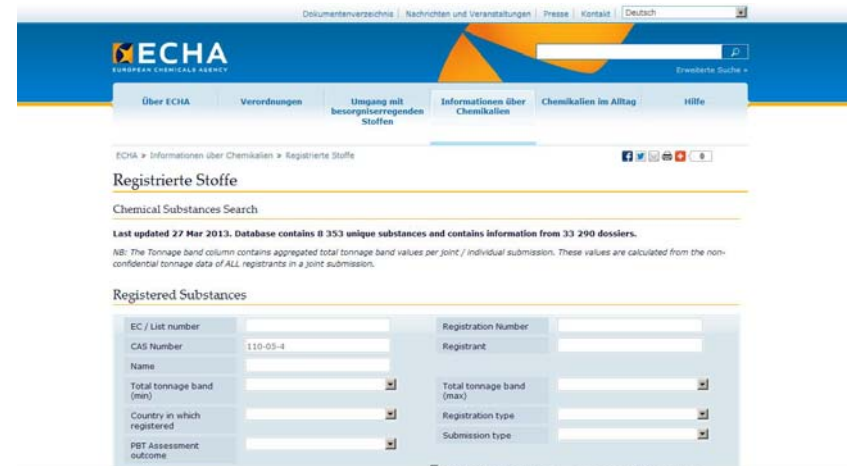 Dokumentenverzeichnis | Nachrichten und Veranstaltungen | Presse | Kontakt | Deutsch
ECHA
EUROPEAN CHEMICALS AGENCY
Erweiterte Suche »
Über ECHA
Verordnungen
Umgang mit
besorgniserregenden
Stoffen
Informationen über
Chemikalien
Chemikalien im Alltag
Hilfe
ECHA > Informationen über Chemikalien > Registrierte Stoffe
0
Registrierte Stoffe
Chemical Substances Search
Last updated 27 Mar 2013. Database contains 8 353 unique substances and contains information from 33 290 dossiers.
NB: The Tonnage band column contains aggregated total tonnage band values per joint / individual submission. These values are calculated from the non-
confidential tonnage data of ALL registrants in a joint submission.
Registered Substances
EC / List number
Registration Number
CAS Number 110-05-4
Registrant
Name
Total tonnage band
(min)
Total tonnage band
(max)
Country in which
registered
Registration type
Submission type
PBT Assessment
outcome